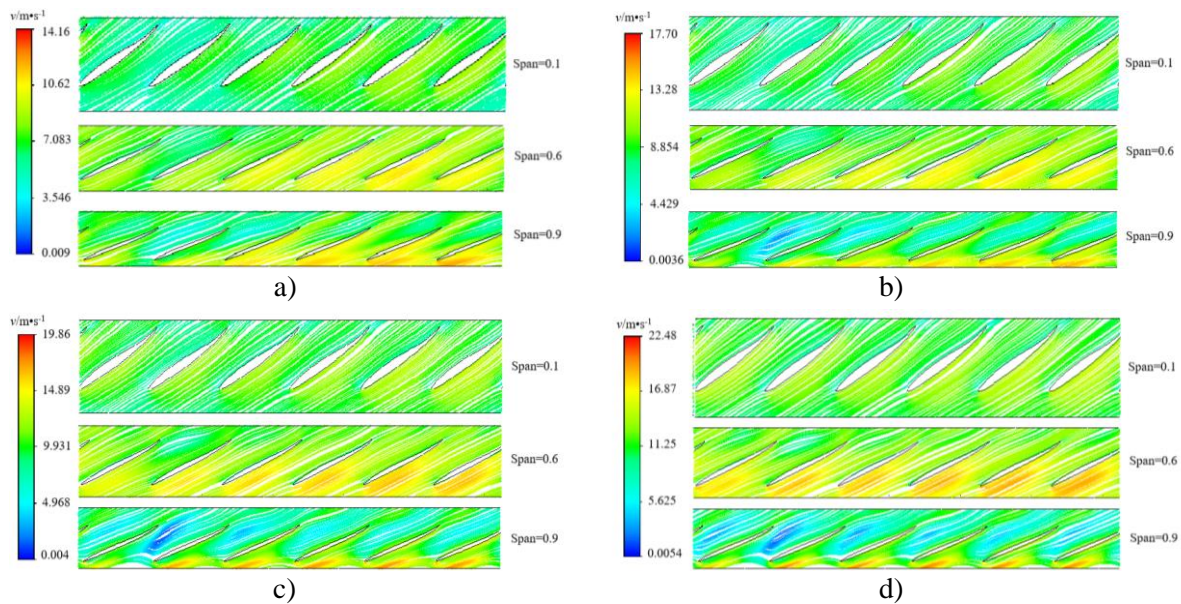 v/m•s-1
14.16
10.62
7.083
3.546
0.009
Span=0.1
Span=0.6
Span=0.9
a)
v/m•s-1
17.70
13.28
8.854
4.429
0.0036
Span=0.1
Span=0.6
Span=0.9
b)
v/m•s-1
19.86
14.89
9.931
4.968
0.004
Span=0.1
Span=0.6
Span=0.9
c)
v/m•s-1
22.48
16.87
11.25
5.625
0.0054
Span=0.1
Span=0.6
Span=0.9
d)